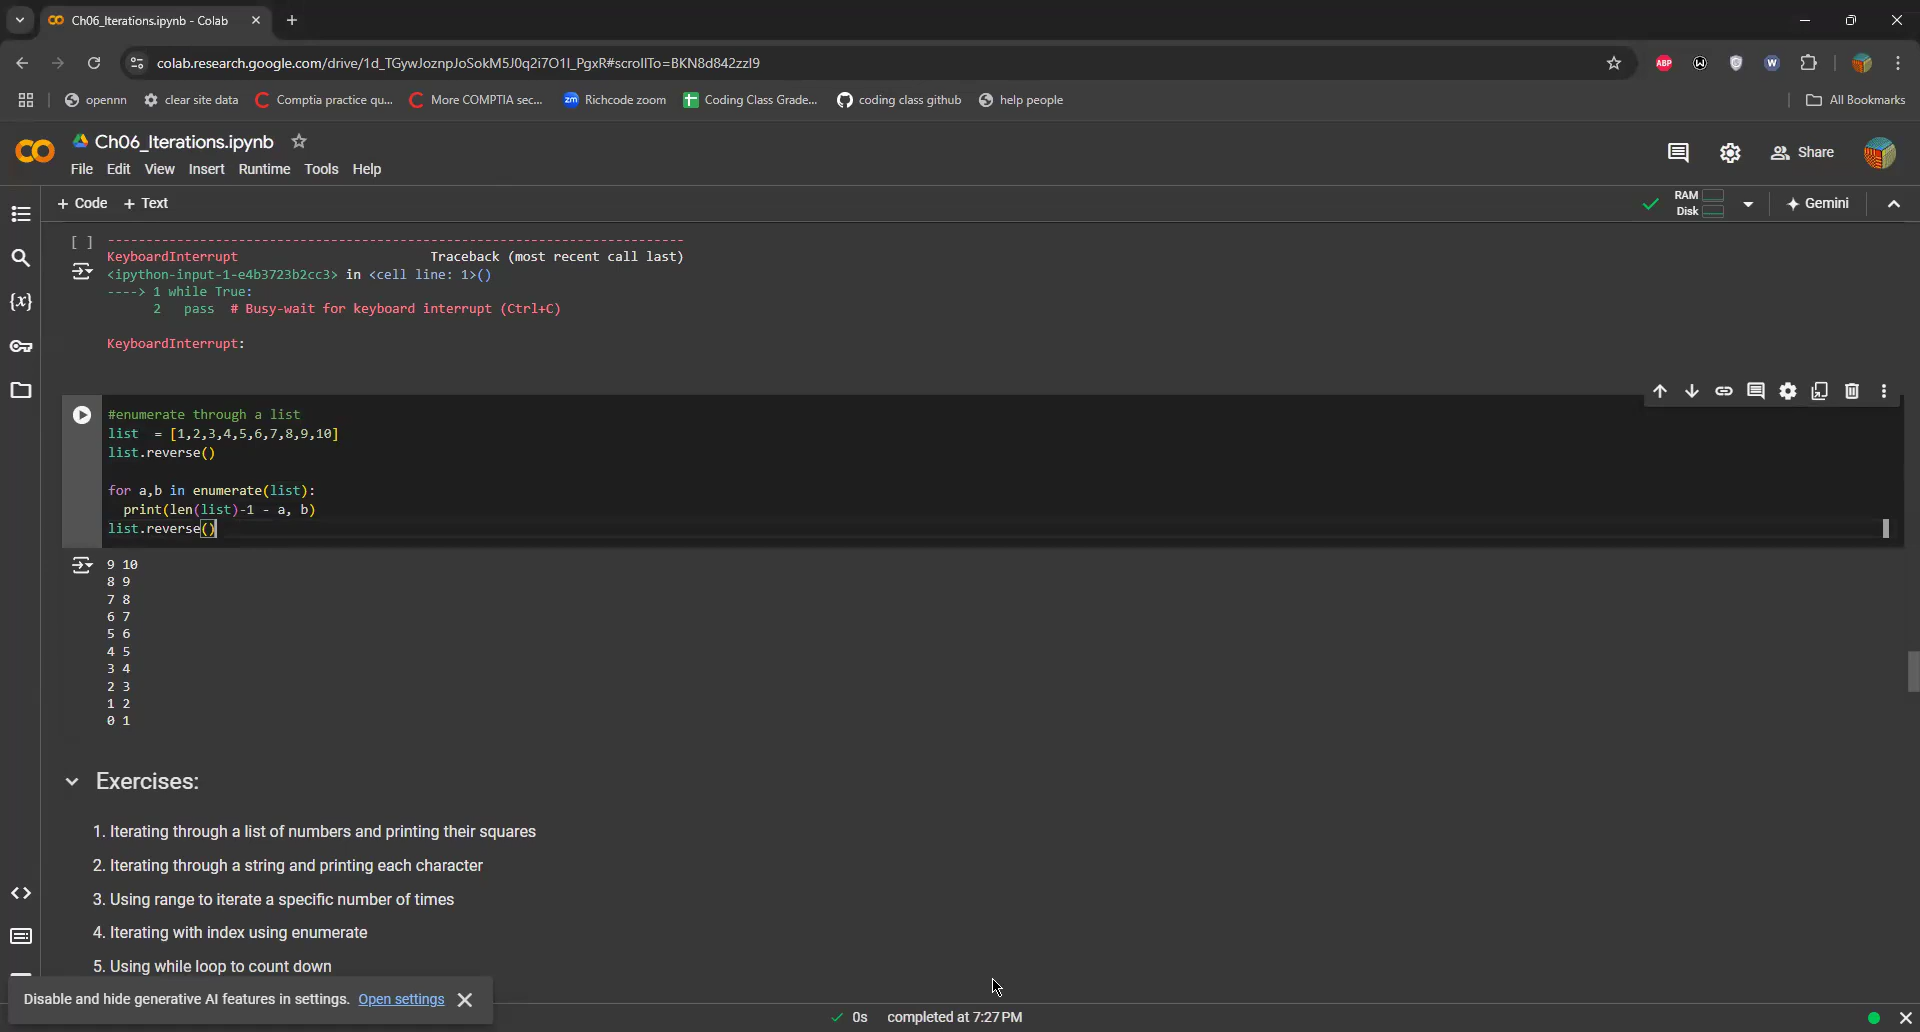 Ch06_Iterations.ipynb - Colab
colab.research.google.com/drive/1d_TGywJoznpJoSokM5J0q2i7O1I_PgxR#scrollTo=BKN8d842zzI9
ABP
W
opennn
clear site data
Comptia practice qu...
More COMPTIA sec...
zm Richcode zoom
Coding Class Grade...
coding class github
help people
All Bookmarks
Ch06_Iterations.ipynb
File Edit View Insert Runtime Tools Help
Share
+ Code + Text
RAM
Disk
Gemini
[ ] ---------------------------------------------------------------------------
KeyboardInterrupt                         Traceback (most recent call last)
<ipython-input-1-e4b3723b2cc3> in <cell line: 1>()
----> 1 while True:
      2   pass  # Busy-wait for keyboard interrupt (Ctrl+C)
KeyboardInterrupt:
#enumerate through a list
list  = [1,2,3,4,5,6,7,8,9,10]
list.reverse()
for a,b in enumerate(list):
  print(len(list)-1 - a, b)
list.reverse()
9 10
8 9
7 8
6 7
5 6
4 5
3 4
2 3
1 2
0 1
Exercises:
1. Iterating through a list of numbers and printing their squares
2. Iterating through a string and printing each character
3. Using range to iterate a specific number of times
4. Iterating with index using enumerate
5. Using while loop to count down
Disable and hide generative AI features in settings. Open settings
0s completed at 7:27 PM